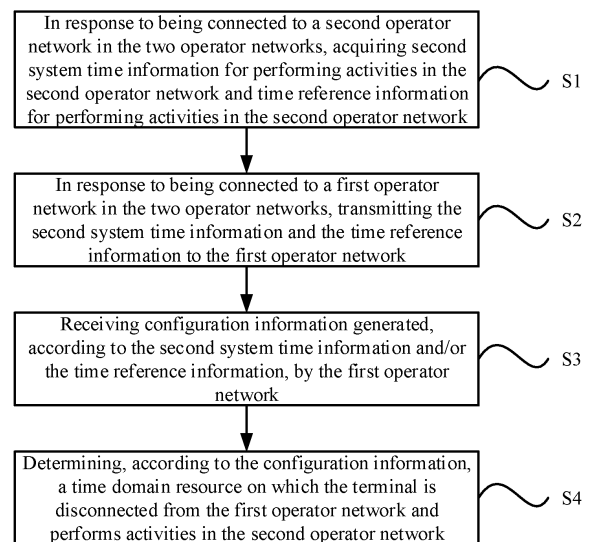 In response to being connected to a second operator
network in the two operator networks, acquiring second
system time information for performing activities in the
second operator network and time reference information
for performing activities in the second operator network
S1
In response to being connected to a first operator
network in the two operator networks, transmitting the
second system time information and the time reference
information to the first operator network
S2
Receiving configuration information generated,
according to the second system time information and/or
the time reference information, by the first operator
network
S3
Determining, according to the configuration information,
a time domain resource on which the terminal is
disconnected from the first operator network and
performs activities in the second operator network
S4